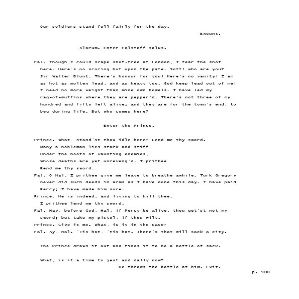 Our soldiers stand full fairly for the day.
Exeunt.
Alarum. Enter Falstaff solus.
Fal. Though I could scape shot-free at London, I fear the shot
here. Here's no scoring but upon the pate. Soft! who are you?
Sir Walter Blunt. There's honour for you! Here's no vanity! I am
as hot as molten lead, and as heavy too. God keep lead out of me!
I need no more weight than mine own bowels. I have led my
rag-of-muffins where they are pepper'd. There's not three of my
hundred and fifty left alive, and they are for the town's end, to
beg during life. But who comes here?
Enter the Prince.
Prince. What, stand'st thou idle here? Lend me thy sword.
Many a nobleman lies stark and stiff
Under the hoofs of vaunting enemies,
Whose deaths are yet unreveng'd. I prithee
Lend me thy sword.
Fal. O Hal, I prithee give me leave to breathe awhile. Turk Gregory
never did such deeds in arms as I have done this day. I have paid
Percy; I have made him sure.
Prince. He is indeed, and living to kill thee.
I prithee lend me thy sword.
Fal. Nay, before God, Hal, if Percy be alive, thou get'st not my
sword; but take my pistol, if thou wilt.
Prince. Give it me. What, is it in the case?
Fal. Ay, Hal. 'Tis hot, 'tis hot. There's that will sack a city.
The Prince draws it out and finds it to be a bottle of sack.
What, is it a time to jest and dally now?
He throws the bottle at him. Exit.